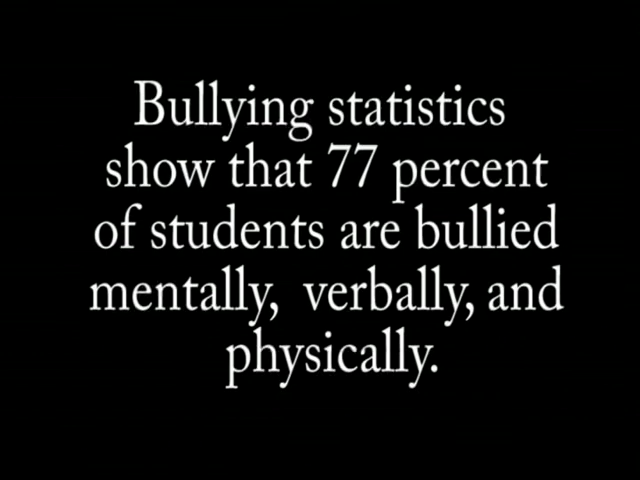 Bullying statistics
show that 77 percent
of students are bullied
mentally,  verbally, and
physically.